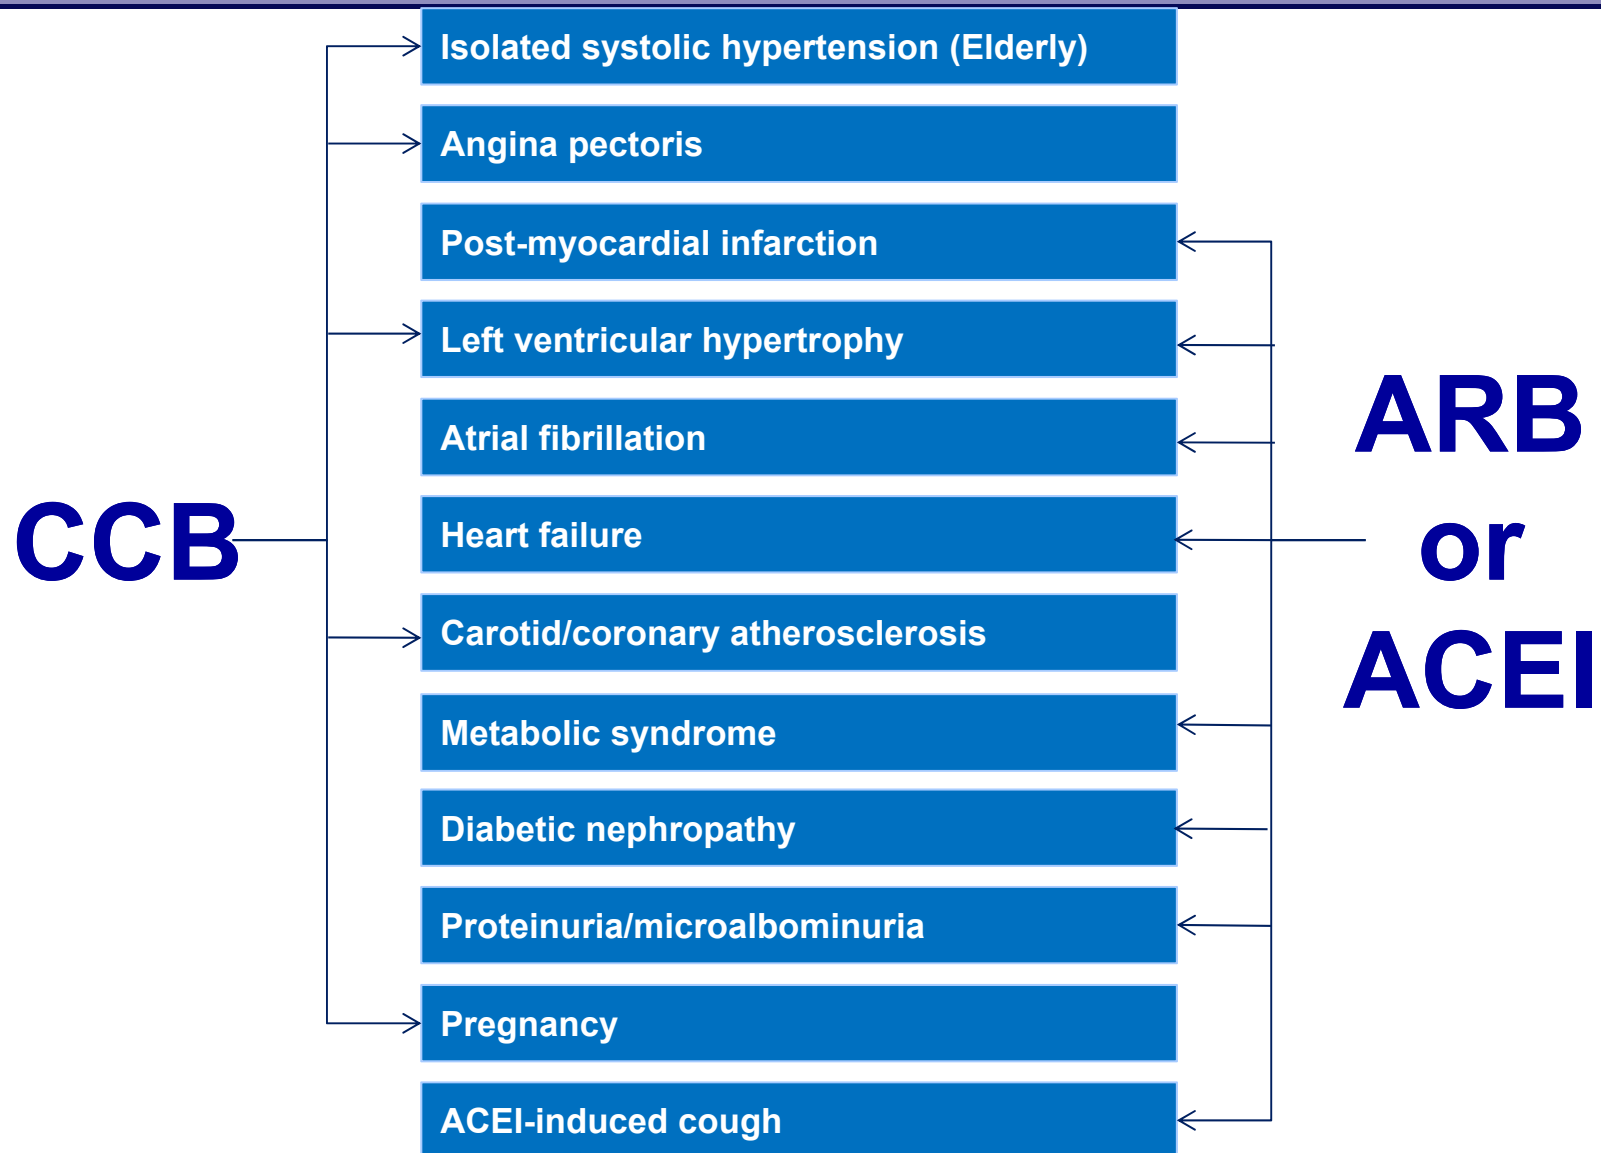 Isolated systolic hypertension (Elderly)
Angina pectoris
Post-myocardial infarction
Left ventricular hypertrophy
Atrial fibrillation
Heart failure
Carotid/coronary atherosclerosis
Metabolic syndrome
Diabetic nephropathy
Proteinuria/microalbominuria
Pregnancy
ACEI-induced cough
CCB
ARB
or
ACEI